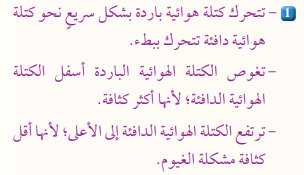 1 – تتحرك كتلة هوائية باردة بشكل سريعٍ نحو كتلة
هوائية دافئة تتحرك ببطء.
– تغوص الكتلة الهوائية الباردة أسفل الكتلة
الهوائية الدافئة؛ لأنها أكثر كثافة.
– ترتفع الكتلة الهوائية الدافئة إلى الأعلى؛ لأنها أقل
كثافة مشكلة الغيوم.